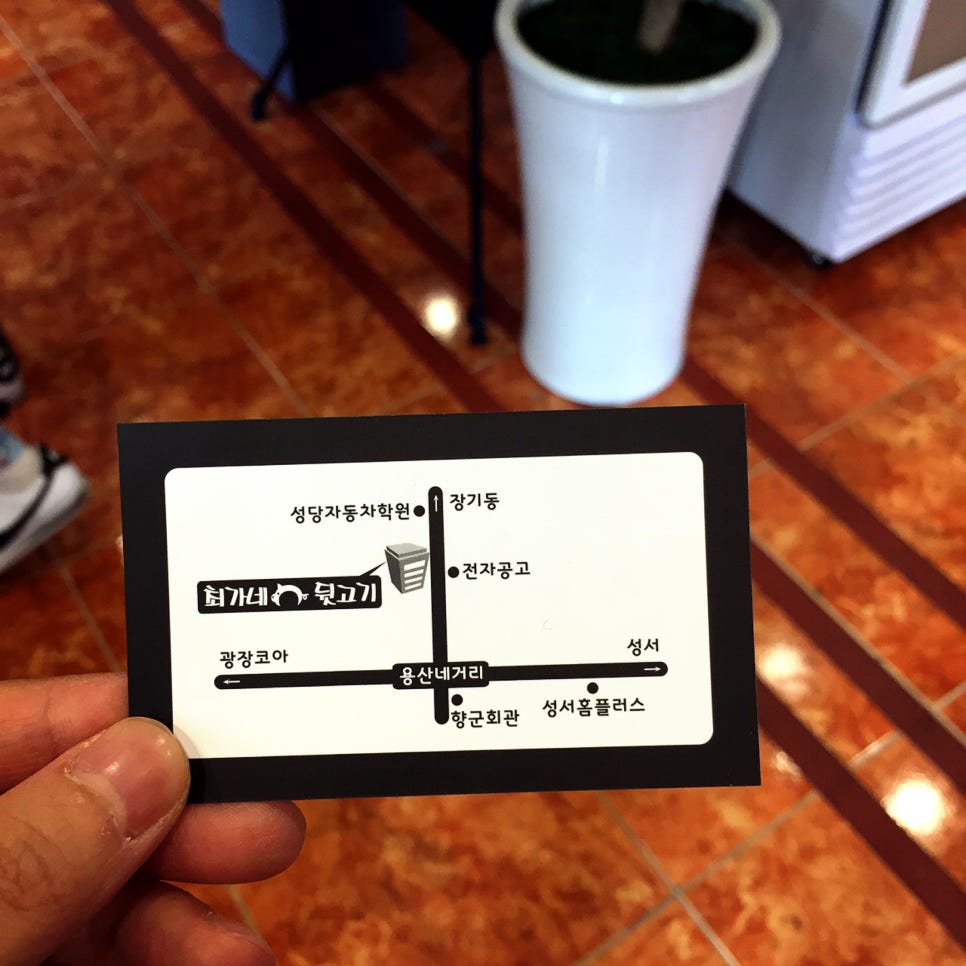 성당자동차학원
↑ 장기동
전자공고
최가네 뒷고기
광장코아
←
성서
→
용산네거리
향군회관
성서홈플러스